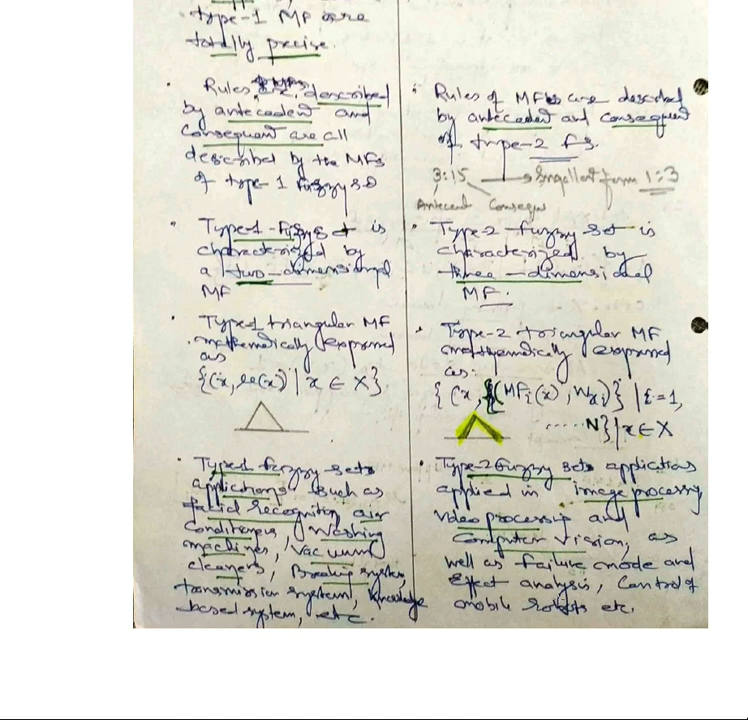 type-1 MF are
totally precise.
Rules are described
by antecedent and
Consequent are all
described by the MFs
of type-1 fuzzy
Type-1-Fuzzy set is
characterized by
a two-dimensional
MF
Type-1 triangular MF
mathematically expressed
as
{(x, μ(x) | x ∈ X}
Type-1 fuzzy sets
applications such as
facial recognition, air
Conditioners, Washing
machines, Vacuum
cleaners, Breaking system,
transmission system, knowledge
based system, etc.
Rules of MFs are described
by antecedent and consequent
of type-2 fs.
3:15 → Smallest form 1:3
Antecent Consequ
Type-2 fuzzy set is
characterized by
three-dimensional
MF.
Type-2 triangular MF
mathematically expressed
as:
{(x, {(MFi(x), Wxi)} | i=1,
.....N} | x ∈ X
Type-2 fuzzy sets applications
applied in image processing
video processing and
Computer Vision, as
well as failure mode and
effect analysis, Control of
mobile robots etc.